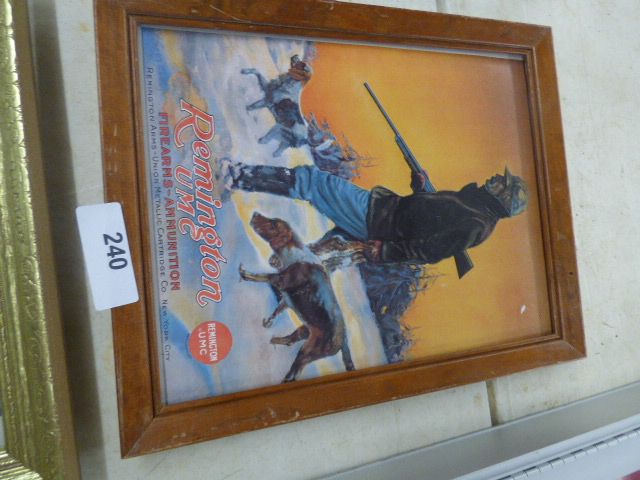 Remington
UMC
FIREARMS-AMMUNITION
REMINGTON ARMS-UNION METALLIC CARTRIDGE CO. NEW YORK CITY
REMINGTON
UMC
240